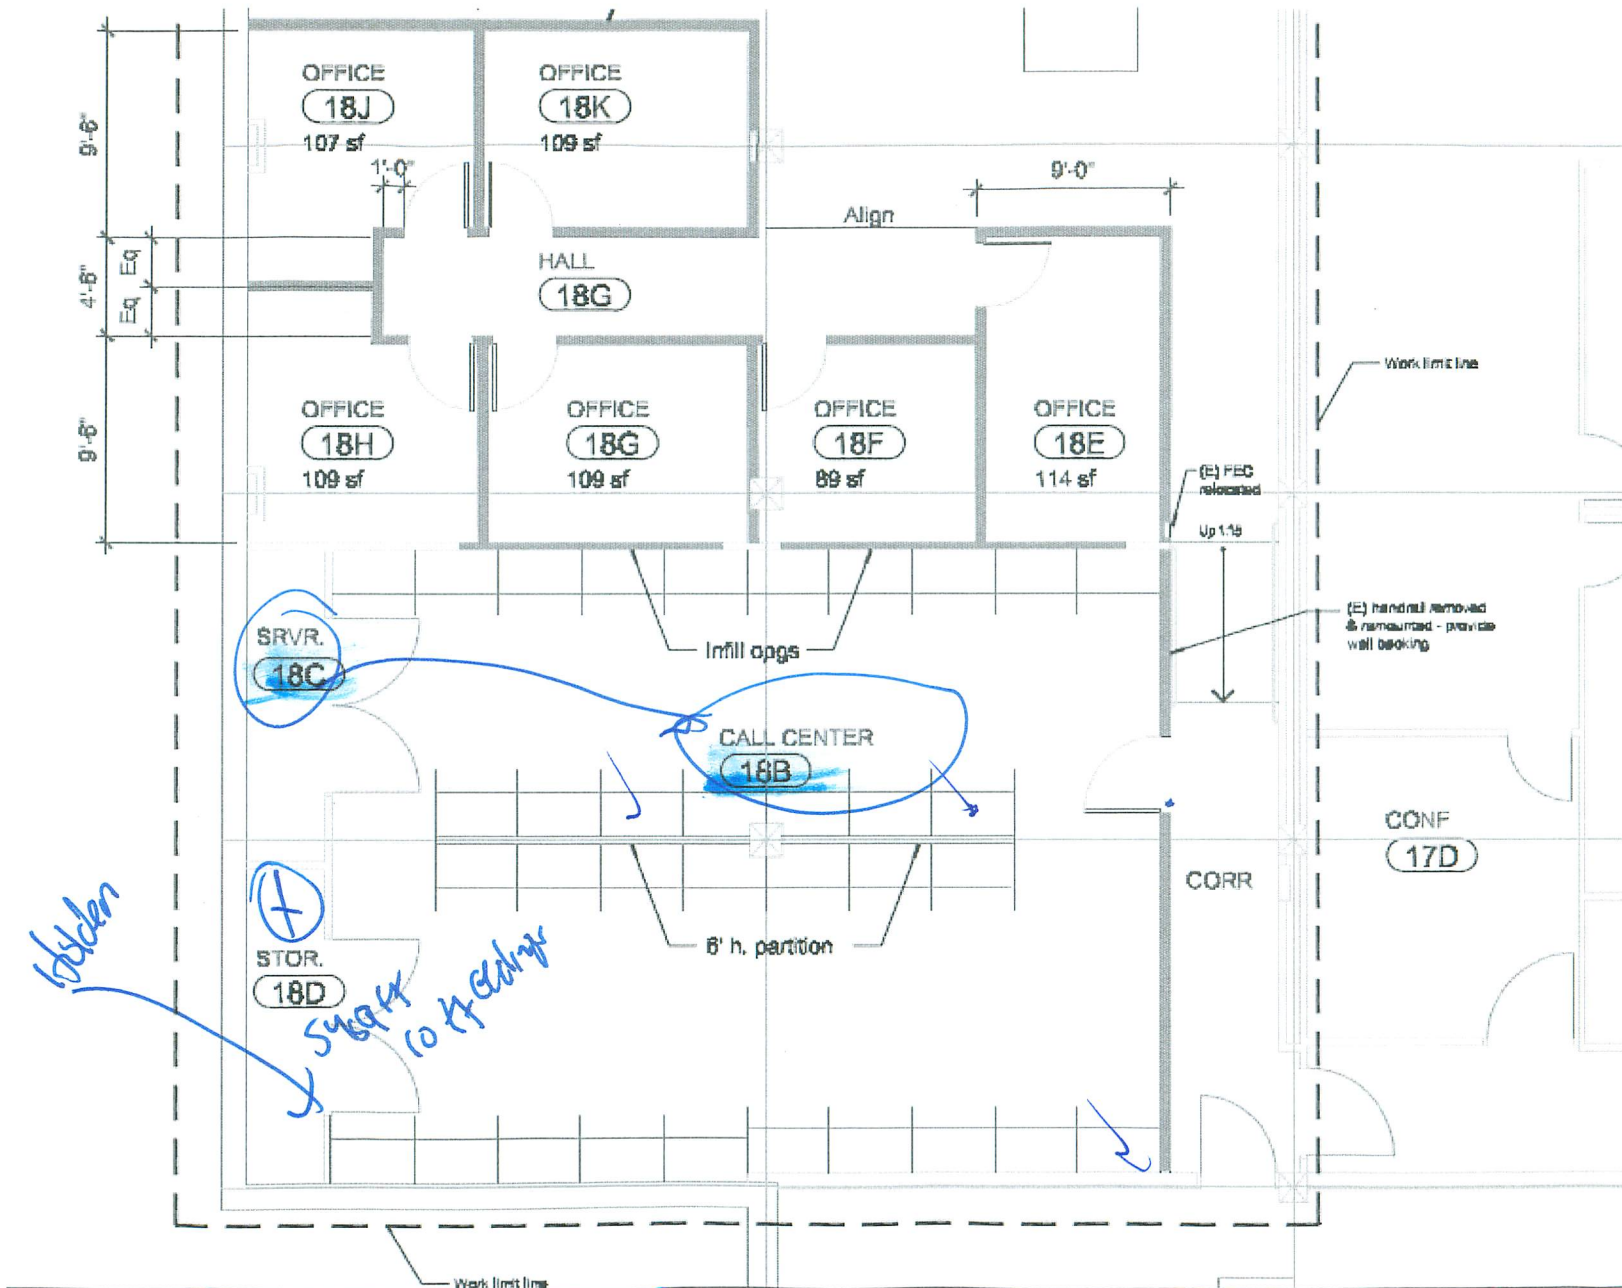 OFFICE
18J
107 sf
OFFICE
18K
109 sf
9'-6"
1'-0"
9'-0"
Align
HALL
18G
Eq
4'-6"
Eq
Work limit line
OFFICE
18H
109 sf
OFFICE
18G
109 sf
OFFICE
18F
89 sf
OFFICE
18E
114 sf
9'-6"
(E) FEC
relocated
Up 1:18
(E) handrail removed
& remounted - provide
wall backing
Infill opgs
SRVR.
18C
CALL CENTER
18B
CONF
17D
CORR
6' h. partition
STOR.
18D
10 ft
Work limit line